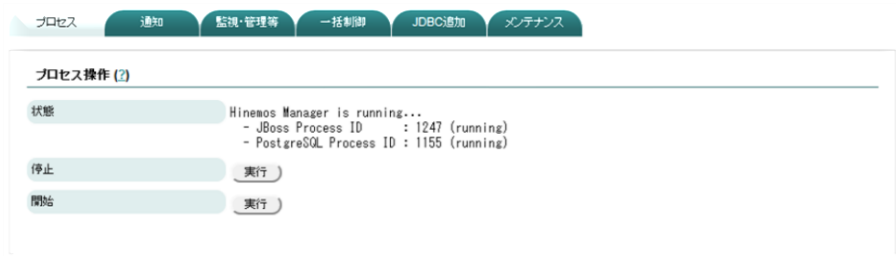 プロセス 通知 監視・管理等 一括制御 JDBC追加 メンテナンス
プロセス操作 (?)
状態 Hinemos Manager is running...
- JBoss Process ID : 1247 (running)
- PostgreSQL Process ID : 1155 (running)
停止 実行
開始 実行